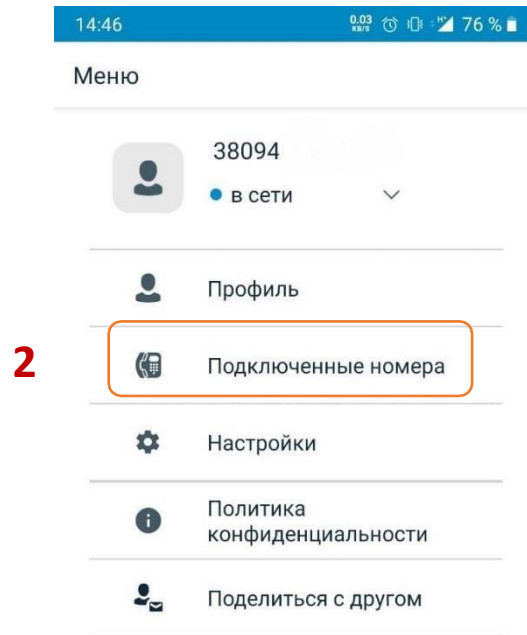 14:46 0.03 KB/S H+ 76 %
Меню
38094
в сети
Профиль
2
Подключенные номера
Настройки
Политика
конфиденциальности
Поделиться с другом